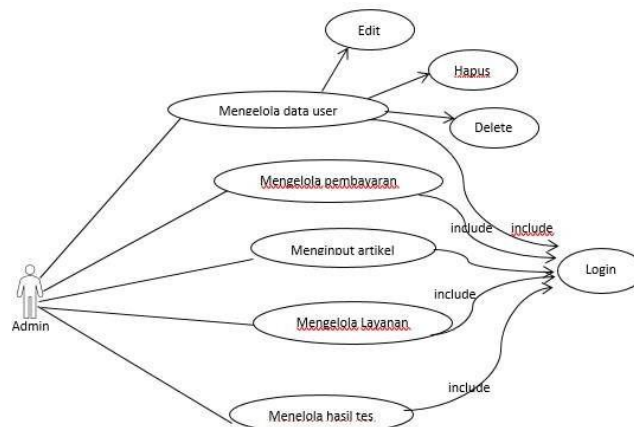 Edit
Hapus
Mengelola data user
Delete
Mengelola pembayaran
include
include
Menginput artikel
Login
include
Admin
Mengelola Layanan
include
Menelola hasil tes